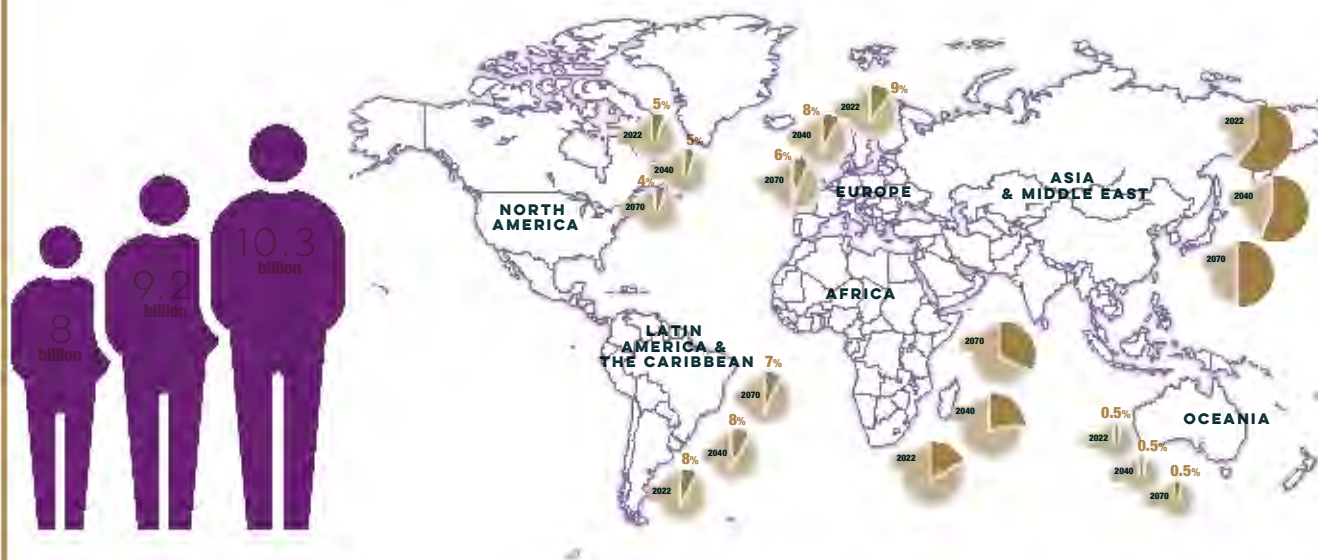 8
billion
9.2
billion
10.3
billion
5%
2022
5%
2040
4%
2070
NORTH
AMERICA
LATIN
AMERICA &
THE CARIBBEAN
7%
2070
8%
2040
8%
2022
9%
2022
8%
2040
6%
2070
EUROPE
AFRICA
2070
2040
2022
ASIA
& MIDDLE EAST
2022
2040
2070
OCEANIA
0.5%
2022
0.5%
2040
0.5%
2070